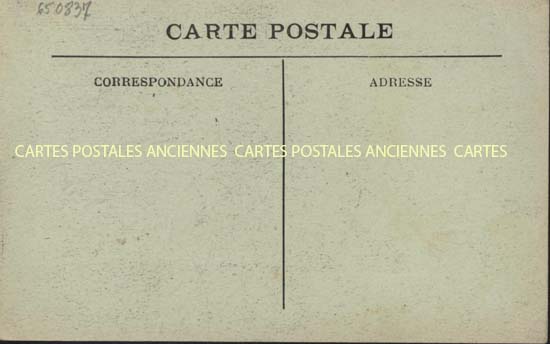 650837
CARTE POSTALE
CORRESPONDANCE
ADRESSE
CARTES POSTALES ANCIENNES CARTES POSTALES ANCIENNES CARTES